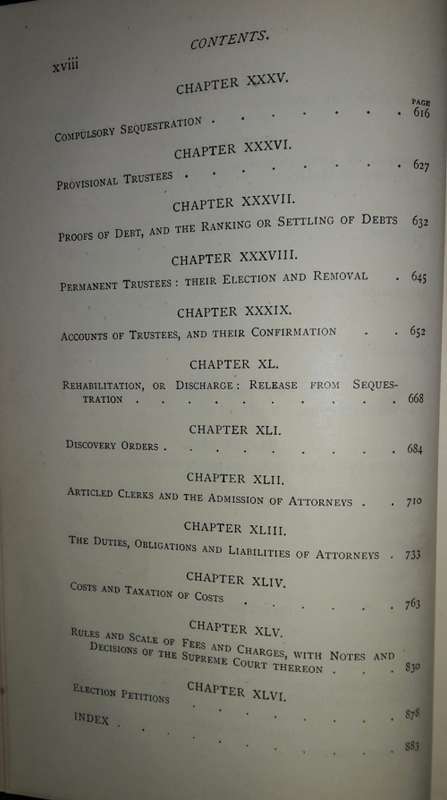 xviii
CONTENTS.
CHAPTER XXXV.
PAGE
COMPULSORY SEQUESTRATION . . . . . . 616
CHAPTER XXXVI.
PROVISIONAL TRUSTEES . . . . . . . 627
CHAPTER XXXVII.
PROOFS OF DEBT, AND THE RANKING OR SETTLING OF DEBTS 632
CHAPTER XXXVIII.
PERMANENT TRUSTEES : THEIR ELECTION AND REMOVAL . 645
CHAPTER XXXIX.
ACCOUNTS OF TRUSTEES, AND THEIR CONFIRMATION . . 652
CHAPTER XL.
REHABILITATION, OR DISCHARGE : RELEASE FROM SEQUES-
TRATION . . . . . . . . . . 668
CHAPTER XLI.
DISCOVERY ORDERS . . . . . . . . . 684
CHAPTER XLII.
ARTICLED CLERKS AND THE ADMISSION OF ATTORNEYS . . 710
CHAPTER XLIII.
THE DUTIES, OBLIGATIONS AND LIABILITIES OF ATTORNEYS . 733
CHAPTER XLIV.
COSTS AND TAXATION OF COSTS . . . . . . 763
CHAPTER XLV.
RULES AND SCALE OF FEES AND CHARGES, WITH NOTES AND
DECISIONS OF THE SUPREME COURT THEREON . . . 830
CHAPTER XLVI.
ELECTION PETITIONS . . . . . . . . 878
INDEX . . . . . . . . . . . 883